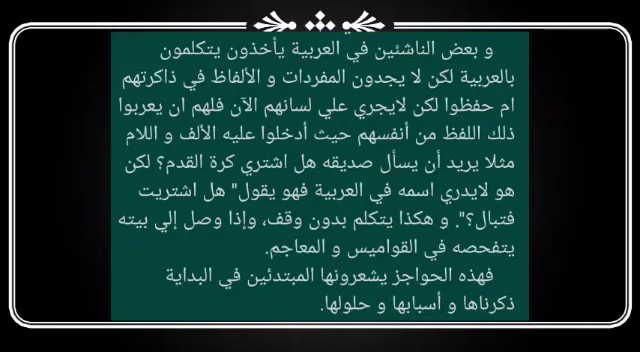 و بعض الناشئين في العربية يأخذون يتكلمون
بالعربية لكن لا يجدون المفردات و الألفاظ في ذاكرتهم
ام حفظوا لكن لايجري علي لسانهم الآن فلهم ان يعربوا
ذلك اللفظ من أنفسهم حيث أدخلوا عليه الألف و اللام
مثلا يريد أن يسأل صديقه هل اشتري كرة القدم؟ لكن
هو لايدري اسمه في العربية فهو يقول" هل اشتريت
فتبال؟". و هكذا يتكلم بدون وقف، وإذا وصل إلي بيته
يتفحصه في القواميس و المعاجم.
فهذه الحواجز يشعرونها المبتدئين في البداية
ذكرناها و أسبابها و حلولها.